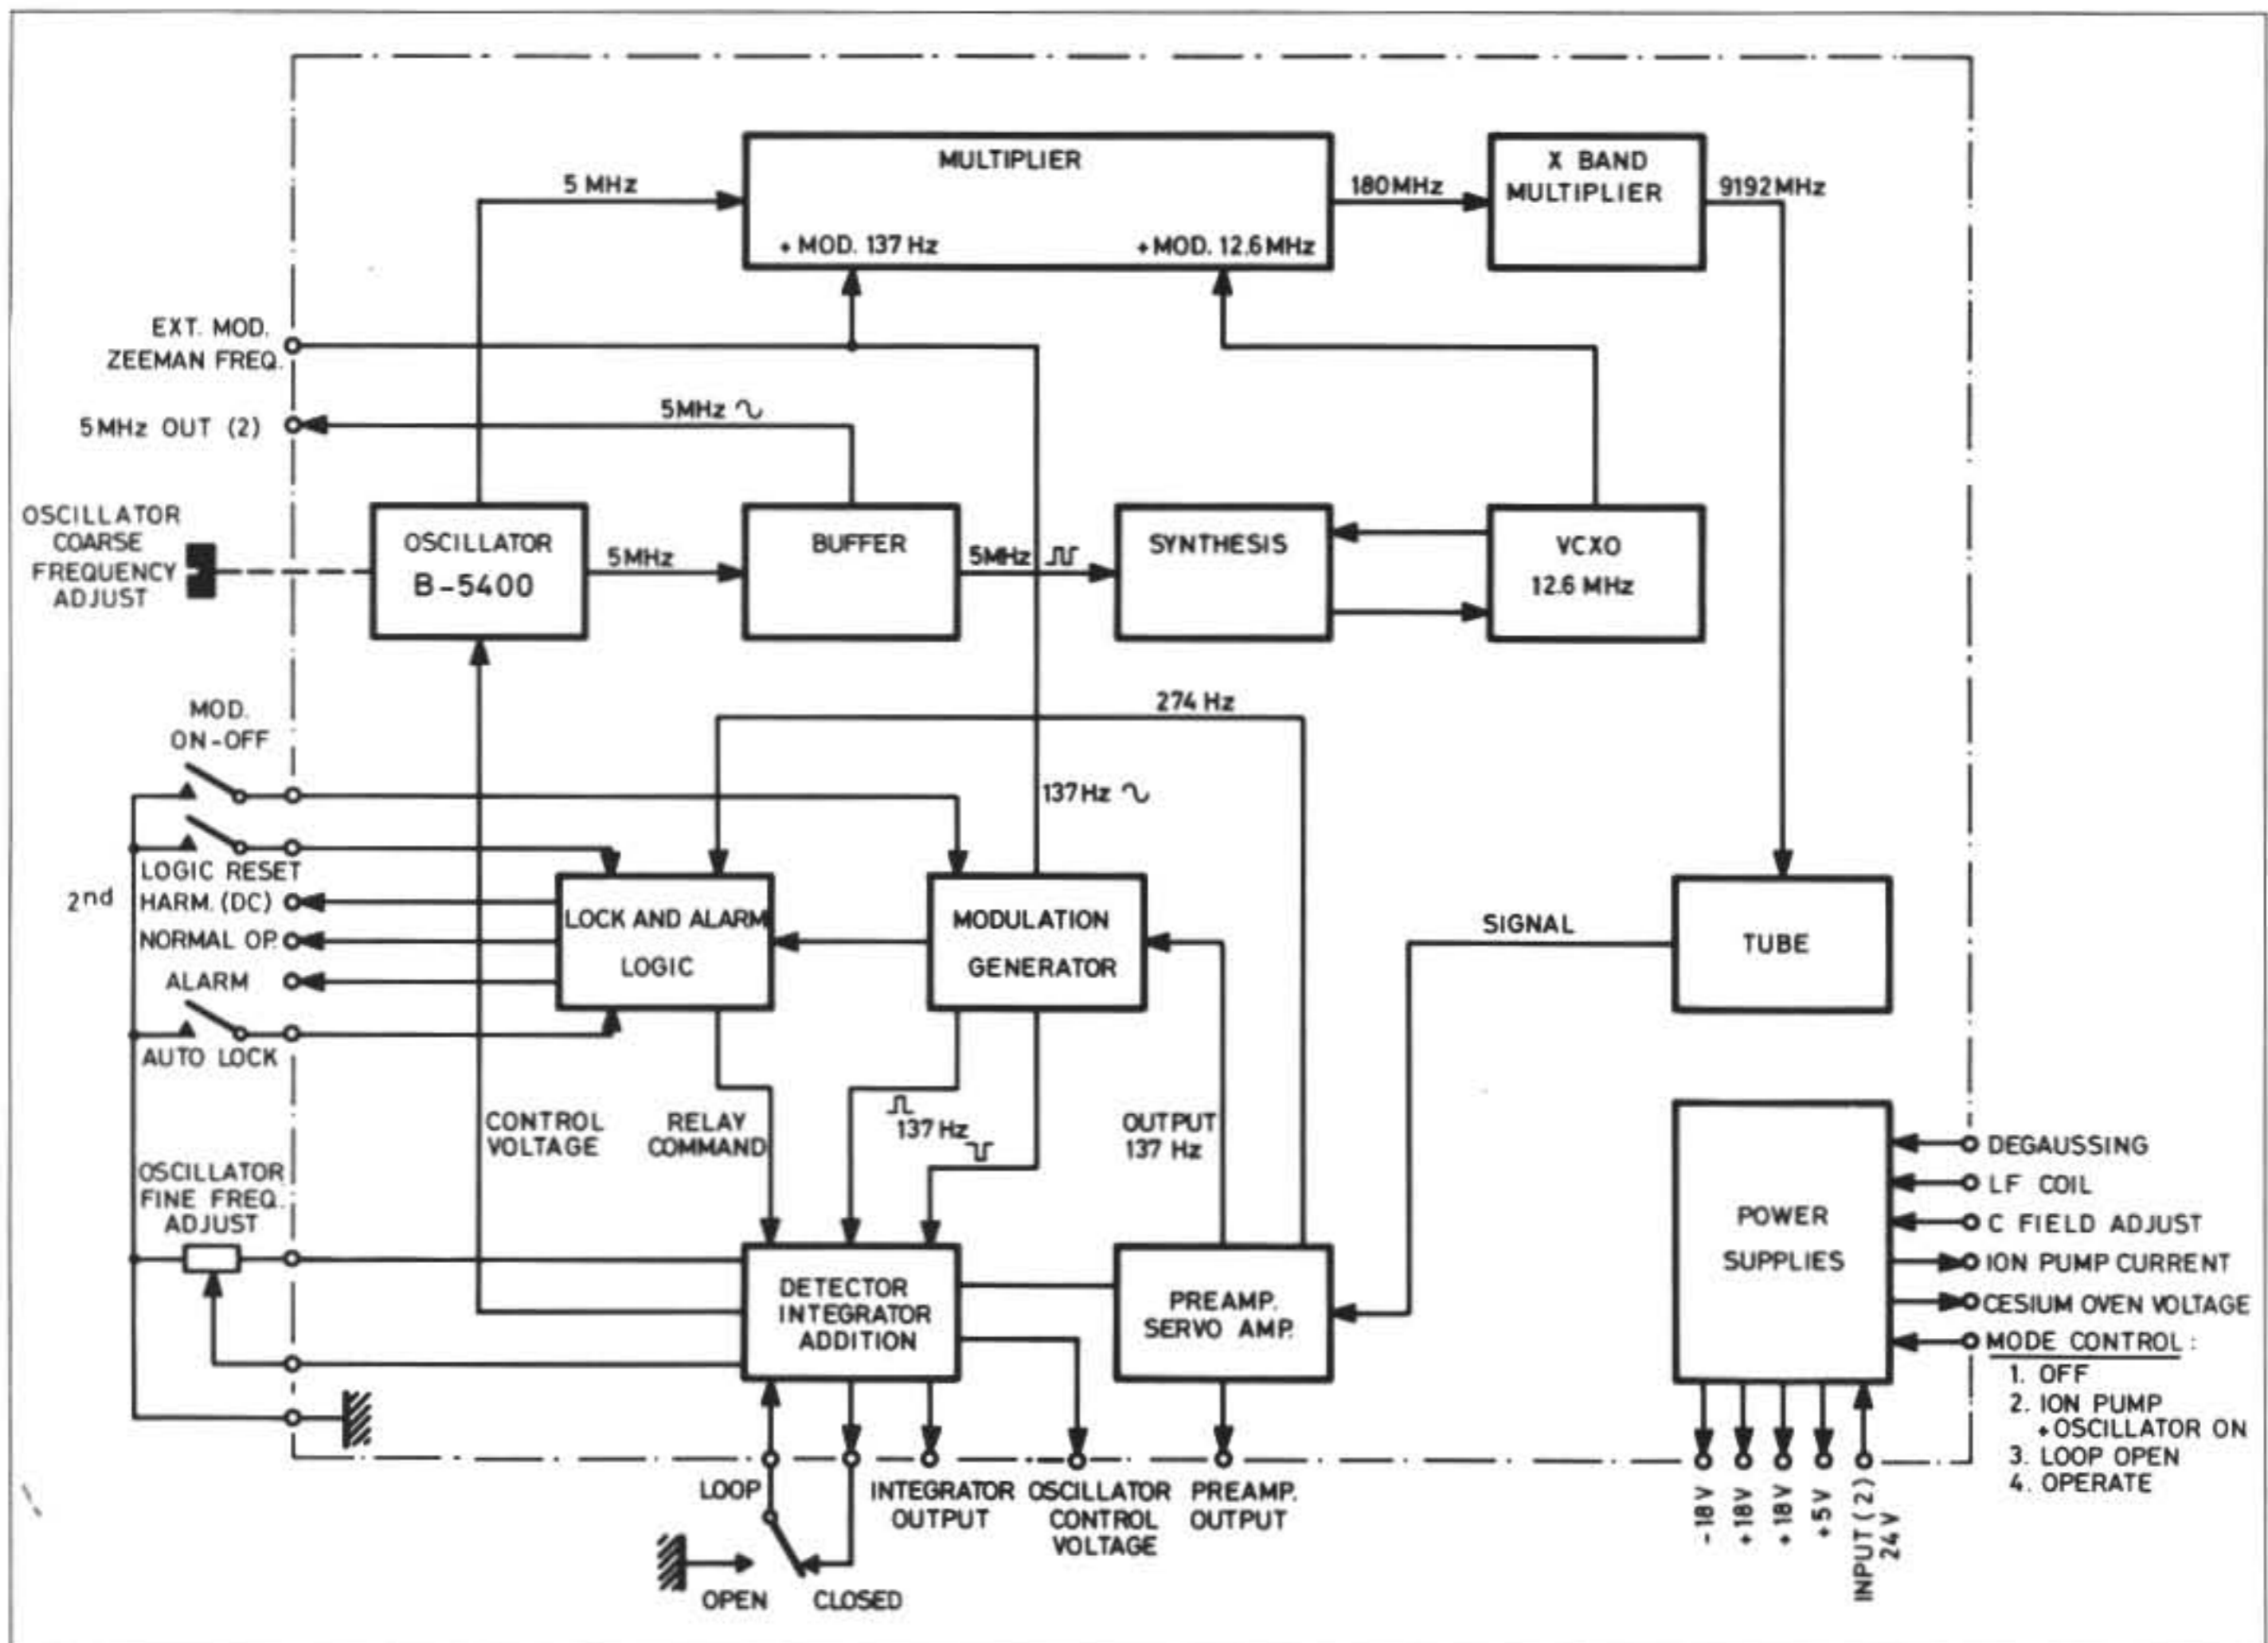 MULTIPLIER
+ MOD. 137 Hz
+ MOD. 12.6 MHz
5 MHz
180MHz
X BAND
MULTIPLIER
9192MHz
EXT. MOD.
ZEEMAN FREQ.
5MHz OUT (2)
5MHz ∿
OSCILLATOR
COARSE
FREQUENCY
ADJUST
OSCILLATOR
B-5400
5MHz
BUFFER
5MHz
SYNTHESIS
VCXO
12.6 MHz
274 Hz
MOD.
ON-OFF
137Hz ∿
LOGIC RESET
2nd HARM. (DC)
NORMAL OP.
ALARM
AUTO LOCK
LOCK AND ALARM
LOGIC
MODULATION
GENERATOR
SIGNAL
TUBE
CONTROL
VOLTAGE
RELAY
COMMAND
137 Hz
OUTPUT
137 Hz
OSCILLATOR
FINE FREQ.
ADJUST
DETECTOR
INTEGRATOR
ADDITION
PREAMP.
SERVO AMP.
POWER
SUPPLIES
DEGAUSSING
LF COIL
C FIELD ADJUST
ION PUMP CURRENT
CESIUM OVEN VOLTAGE
MODE CONTROL :
1. OFF
2. ION PUMP
+ OSCILLATOR ON
3. LOOP OPEN
4. OPERATE
LOOP
OPEN
CLOSED
INTEGRATOR
OUTPUT
OSCILLATOR
CONTROL
VOLTAGE
PREAMP.
OUTPUT
-18V
+18V
+18V
+5V
INPUT (2)
24V